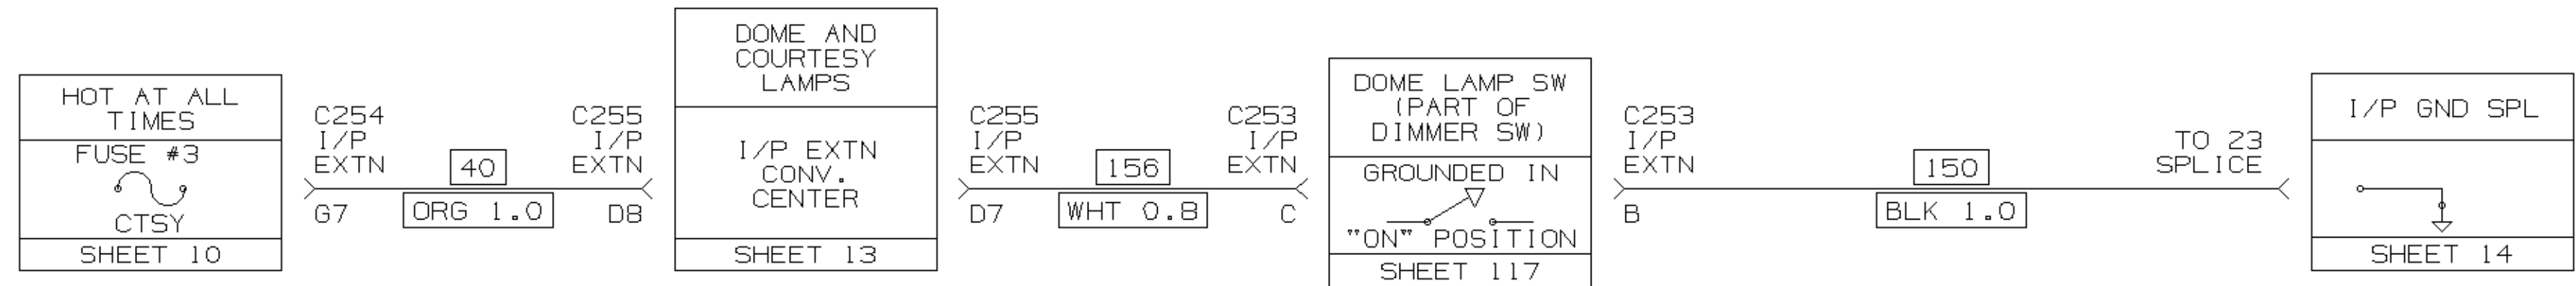 HOT AT ALL
TIMES
FUSE #3
CTSY
SHEET 10
C254
I/P
EXTN
G7
40
ORG 1.0
C255
I/P
EXTN
D8
DOME AND
COURTESY
LAMPS
I/P EXTN
CONV.
CENTER
SHEET 13
C255
I/P
EXTN
D7
156
WHT 0.8
C253
I/P
EXTN
C
DOME LAMP SW
(PART OF
DIMMER SW)
GROUNDED IN
"ON" POSITION
SHEET 117
C253
I/P
EXTN
B
150
BLK 1.0
TO 23
SPLICE
I/P GND SPL
SHEET 14